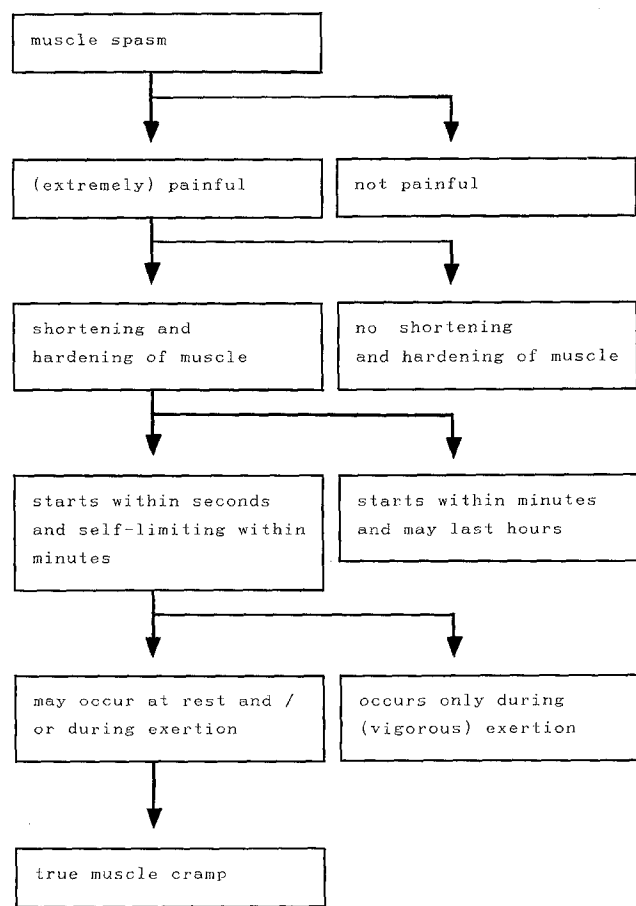 muscle spasm
(extremely) painful
not painful
shortening and
hardening of muscle
no shortening
and hardening of muscle
starts within seconds
and self-limiting within
minutes
starts within minutes
and may last hours
may occur at rest and /
or during exertion
occurs only during
(vigorous) exertion
true muscle cramp